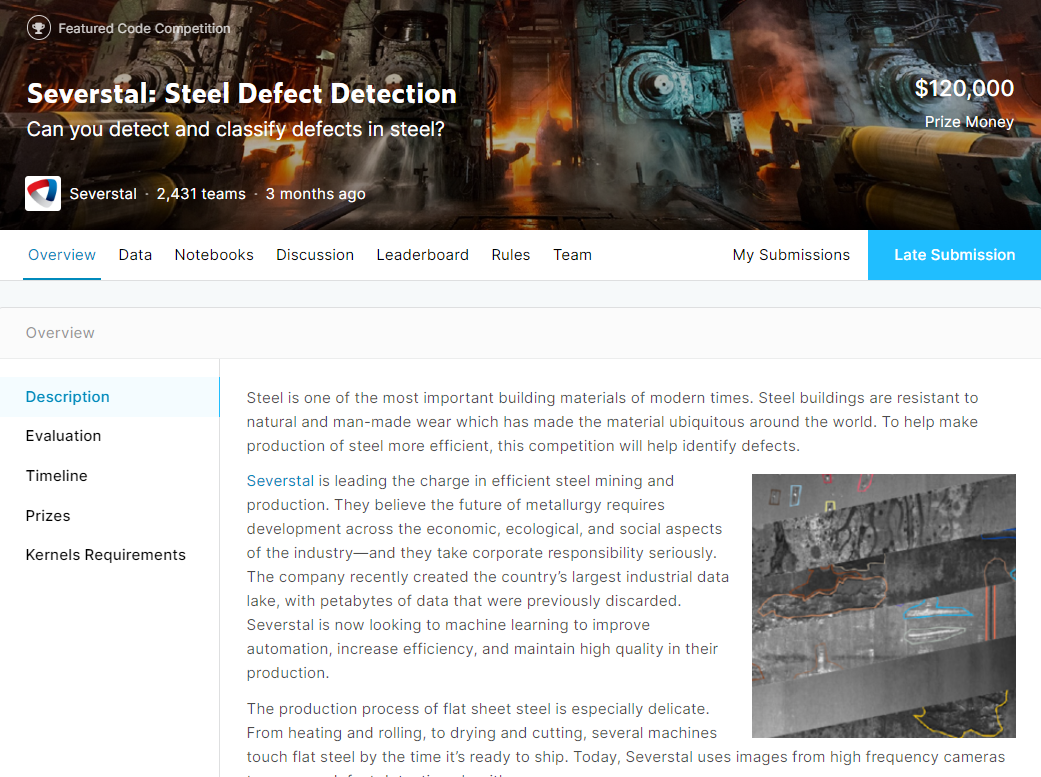 Featured Code Competition
Severstal: Steel Defect Detection
Can you detect and classify defects in steel?
$120,000
Prize Money
Severstal · 2,431 teams · 3 months ago
Overview Data Notebooks Discussion Leaderboard Rules Team My Submissions Late Submission
Overview
Description
Evaluation
Timeline
Prizes
Kernels Requirements
Steel is one of the most important building materials of modern times. Steel buildings are resistant to
natural and man-made wear which has made the material ubiquitous around the world. To help make
production of steel more efficient, this competition will help identify defects.
Severstal is leading the charge in efficient steel mining and
production. They believe the future of metallurgy requires
development across the economic, ecological, and social aspects
of the industry—and they take corporate responsibility seriously.
The company recently created the country’s largest industrial data
lake, with petabytes of data that were previously discarded.
Severstal is now looking to machine learning to improve
automation, increase efficiency, and maintain high quality in their
production.
The production process of flat sheet steel is especially delicate.
From heating and rolling, to drying and cutting, several machines
touch flat steel by the time it’s ready to ship. Today, Severstal uses images from high frequency cameras